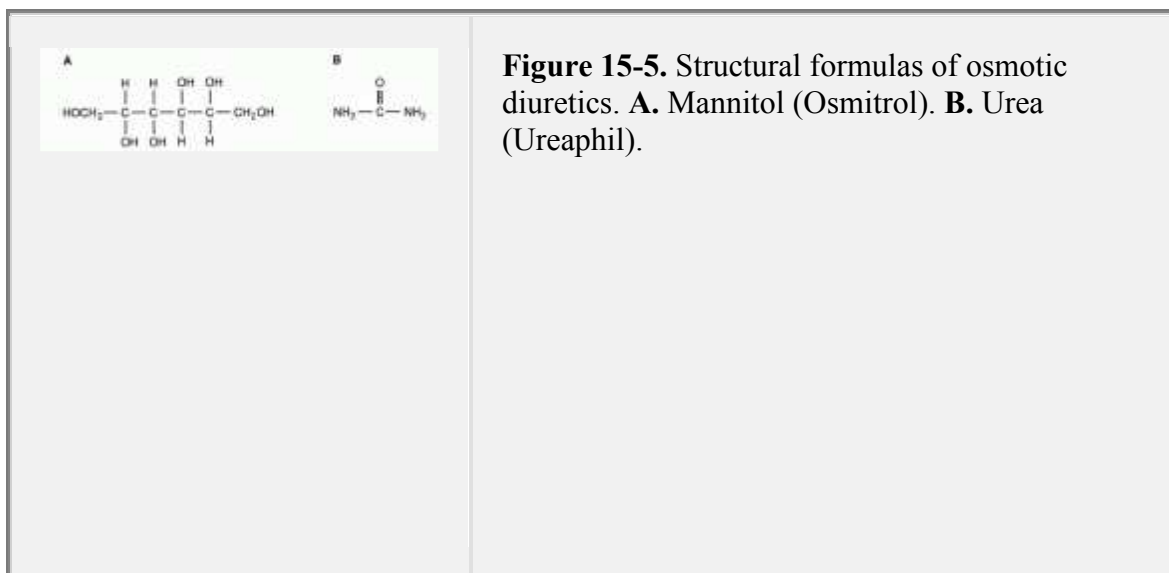 A
H H OH OH
HOCH₂—C—C—C—C—CH₂OH
OH OH H H
B
O
NH₂—C—NH₂
Figure 15-5. Structural formulas of osmotic
diuretics. A. Mannitol (Osmitrol). B. Urea
(Ureaphil).